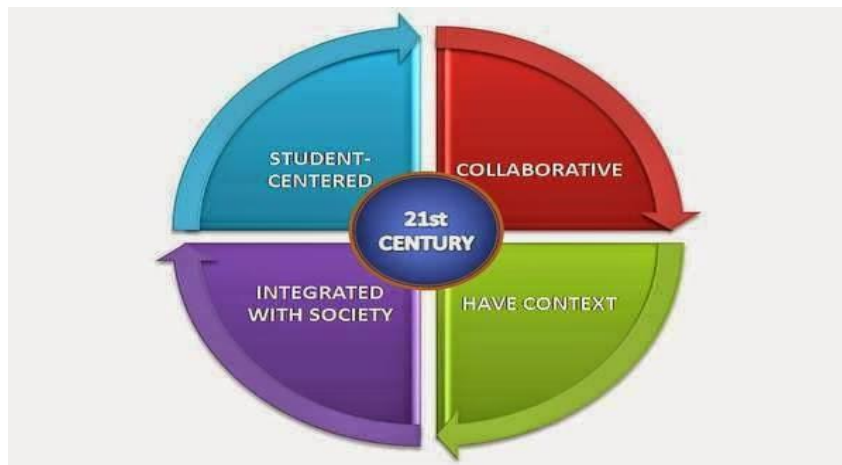 STUDENT-
CENTERED
COLLABORATIVE
21st
CENTURY
INTEGRATED
WITH SOCIETY
HAVE CONTEXT